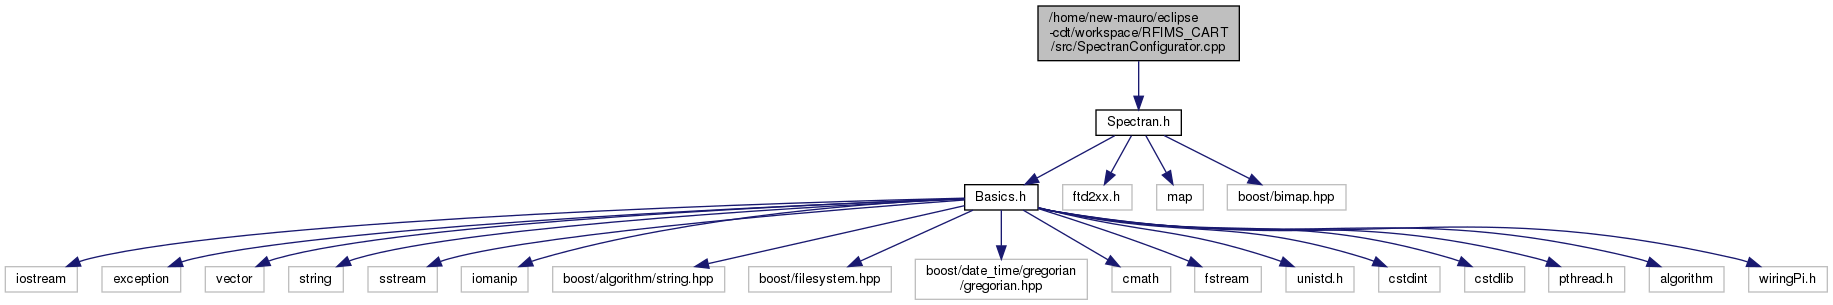 /home/new-mauro/eclipse
-cdt/workspace/RFIMS_CART
/src/SpectranConfigurator.cpp
Spectran.h
Basics.h
ftd2xx.h
map
boost/bimap.hpp
iostream
exception
vector
string
sstream
iomanip
boost/algorithm/string.hpp
boost/filesystem.hpp
boost/date_time/gregorian
/gregorian.hpp
cmath
fstream
unistd.h
cstdint
cstdlib
pthread.h
algorithm
wiringPi.h